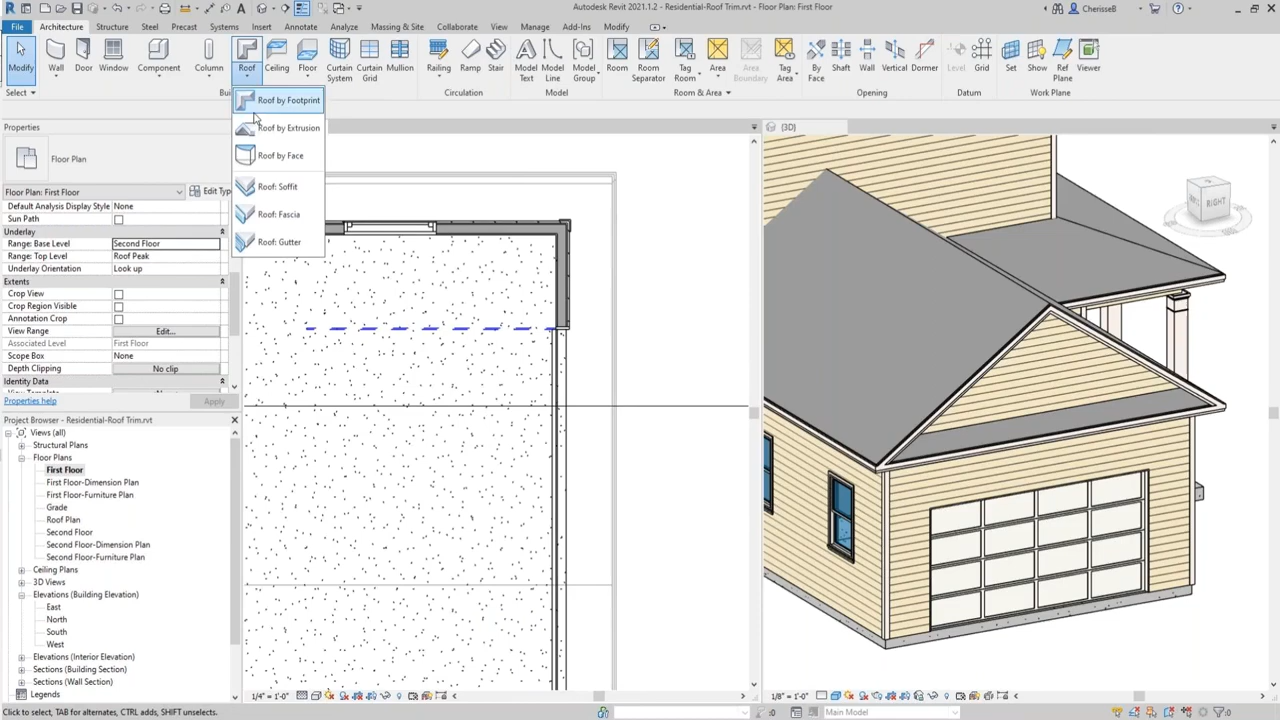 Autodesk Revit 2021.1.2 - Residential-Roof Trim.rvt - Floor Plan: First Floor
CherisseB
File Architecture Structure Steel Precast Systems Insert Annotate Analyze Massing & Site Collaborate View Manage Add-Ins Modify
Modify Wall Door Window Component Column Roof Ceiling Floor Curtain System Curtain Grid Mullion Railing Ramp Stair Model Text Model Line Model Group Room Room Separator Tag Room Area Area Boundary Tag Area By Face Shaft Wall Vertical Dormer Level Grid Set Show Ref Plane Viewer
Select Circulation Model Room & Area Opening Datum Work Plane
Roof by Footprint
Roof by Extrusion
Roof by Face
Roof: Soffit
Roof: Fascia
Roof: Gutter
Properties
Floor Plan
Floor Plan: First Floor Edit Typ
Default Analysis Display Style None
Sun Path
Underlay
Range: Base Level Second Floor
Range: Top Level Roof Peak
Underlay Orientation Look up
Extents
Crop View
Crop Region Visible
Annotation Crop
View Range Edit...
Associated Level First Floor
Scope Box None
Depth Clipping No clip
Identity Data
Properties help Apply
Project Browser - Residential-Roof Trim.rvt
Views (all)
Structural Plans
Floor Plans
First Floor
First Floor-Dimension Plan
First Floor-Furniture Plan
Grade
Roof Plan
Second Floor
Second Floor-Dimension Plan
Second Floor-Furniture Plan
Ceiling Plans
3D Views
Elevations (Building Elevation)
East
North
South
West
Elevations (Interior Elevation)
Sections (Building Section)
Sections (Wall Section)
Legends
{3D}
RIGHT
1/4" = 1'-0"
1/8" = 1'-0"
Click to select, TAB for alternates, CTRL adds, SHIFT unselects.
:0
Main Model
:0